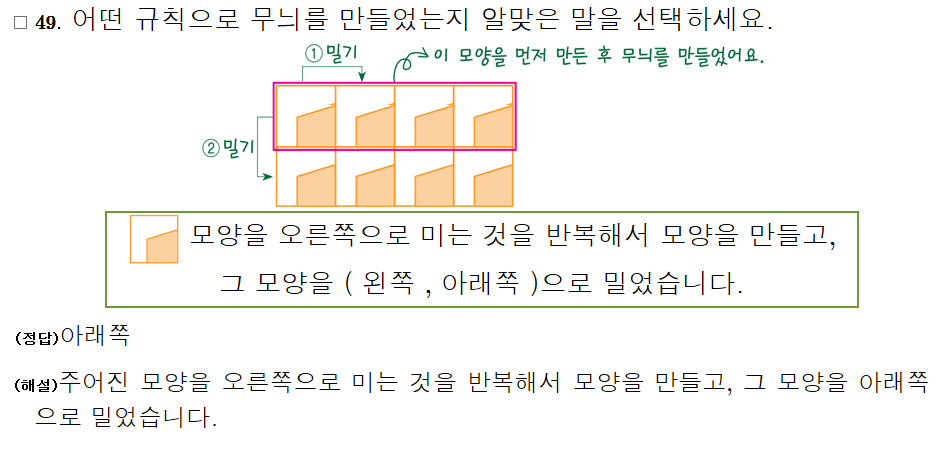 □ 49. 어떤 규칙으로 무늬를 만들었는지 알맞은 말을 선택하세요.
①밀기
이 모양을 먼저 만든 후 무늬를 만들었어요.
②밀기
모양을 오른쪽으로 미는 것을 반복해서 모양을 만들고,
그 모양을 ( 왼쪽 , 아래쪽 )으로 밀었습니다.
(정답)아래쪽
(해설)주어진 모양을 오른쪽으로 미는 것을 반복해서 모양을 만들고, 그 모양을 아래쪽
으로 밀었습니다.